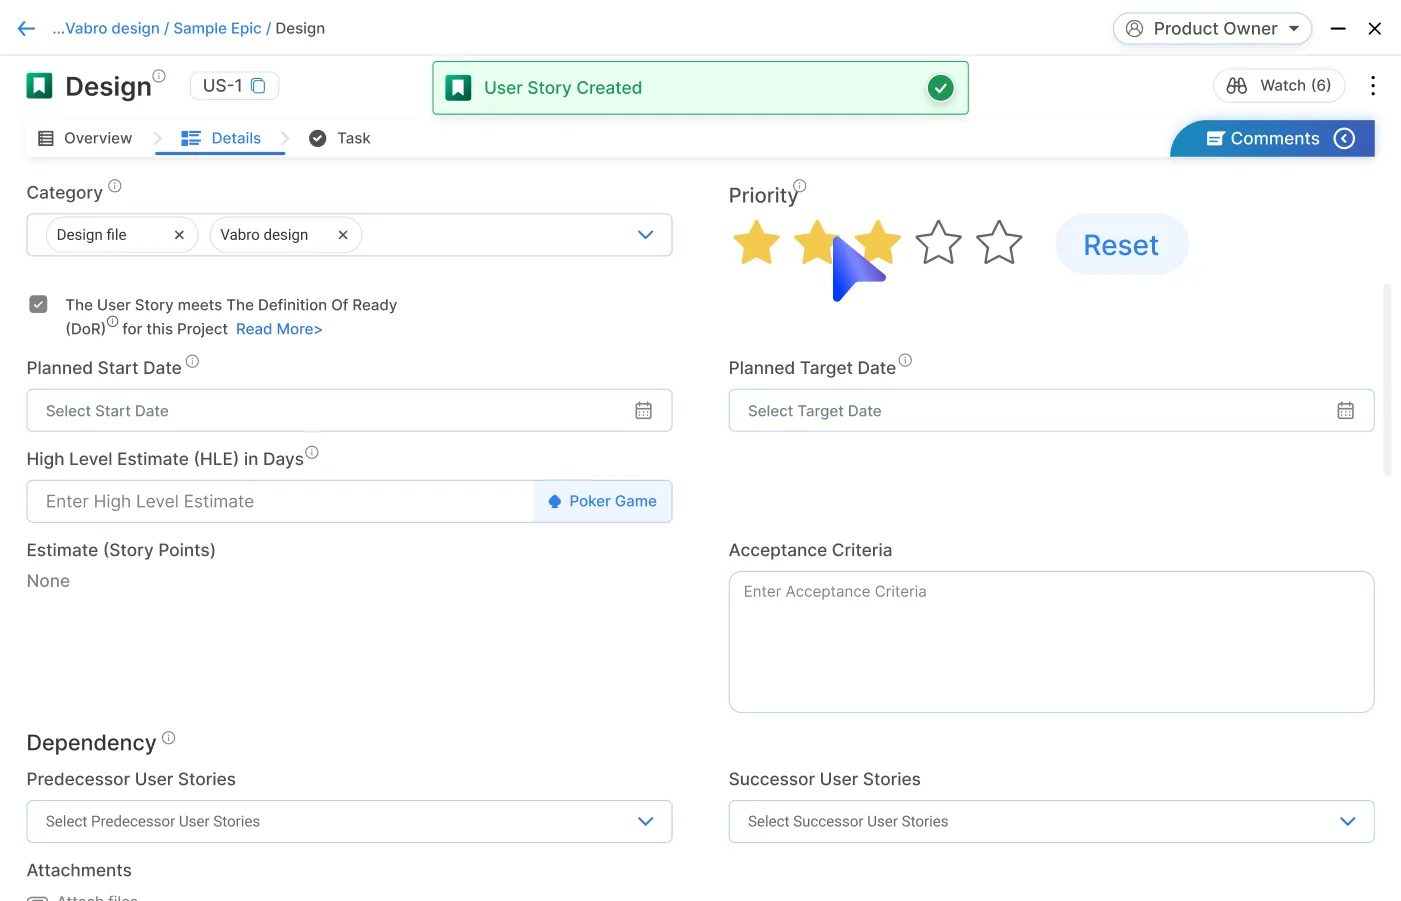 ...Vabro design / Sample Epic / Design
Product Owner
Design
US-1
User Story Created
Watch (6)
Overview
Details
Task
Comments
Category
Priority
Design file
Vabro design
Reset
The User Story meets The Definition Of Ready
(DoR) for this Project Read More>
Planned Start Date
Planned Target Date
Select Start Date
Select Target Date
High Level Estimate (HLE) in Days
Enter High Level Estimate
Poker Game
Estimate (Story Points)
Acceptance Criteria
None
Enter Acceptance Criteria
Dependency
Predecessor User Stories
Successor User Stories
Select Predecessor User Stories
Select Successor User Stories
Attachments
Attach files